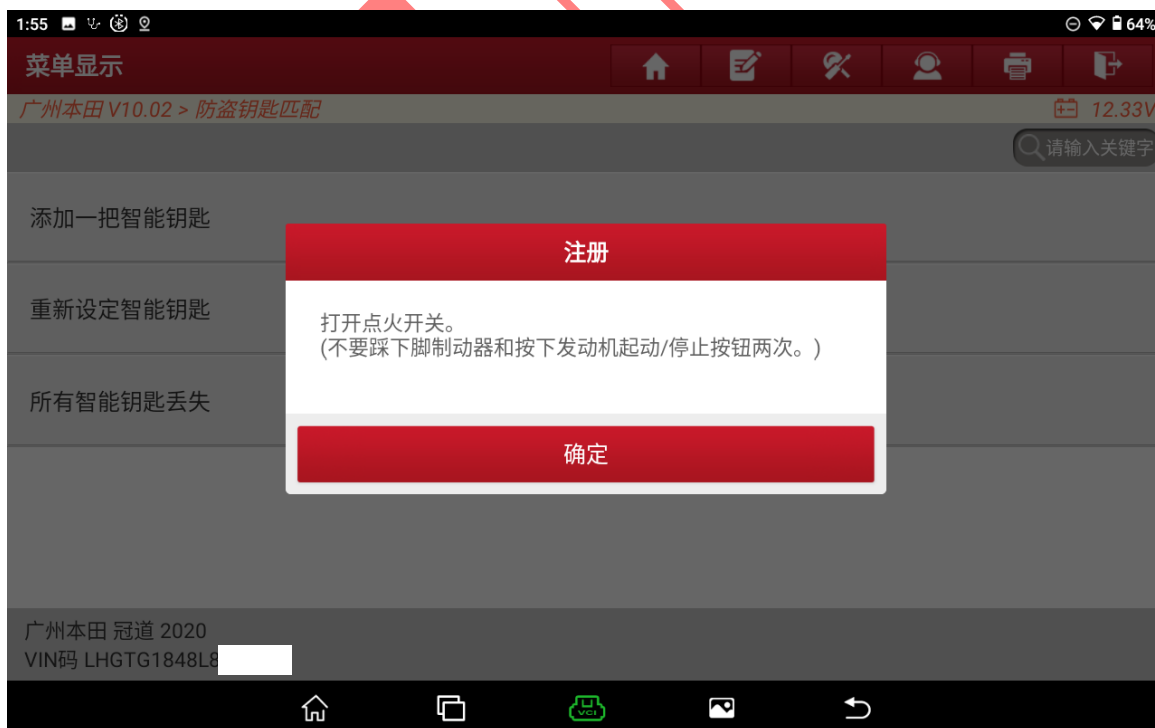 1:55
64%
菜单显示
广州本田 V10.02 > 防盗钥匙匹配
12.33V
请输入关键字
添加一把智能钥匙
重新设定智能钥匙
所有智能钥匙丢失
注册
打开点火开关。
(不要踩下脚制动器和按下发动机起动/停止按钮两次。)
确定
广州本田 冠道 2020
VIN码 LHGTG1848L8
VCI